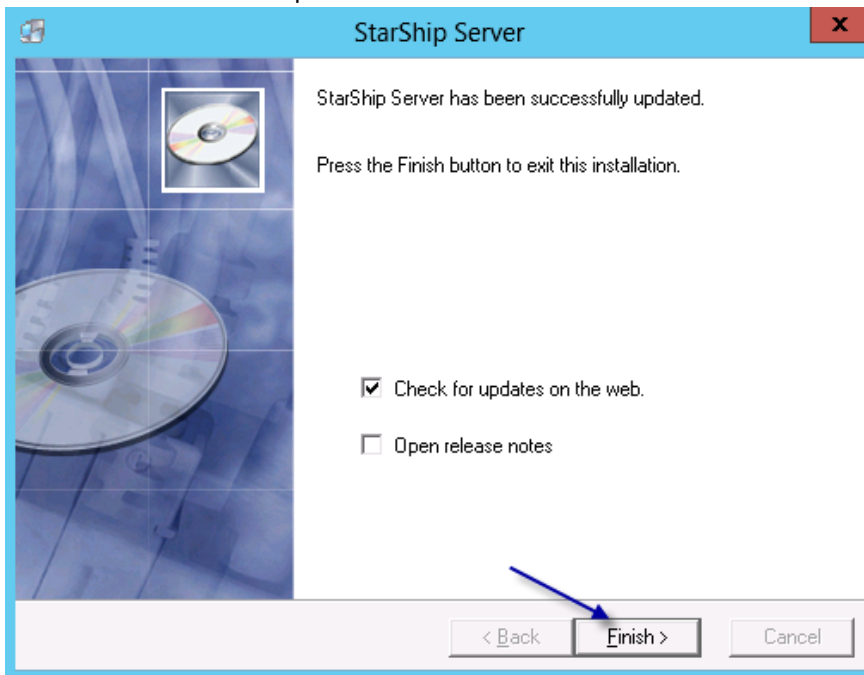 StarShip Server
x
StarShip Server has been successfully updated.
Press the Finish button to exit this installation.
Check for updates on the web.
Open release notes
< Back
Finish >
Cancel